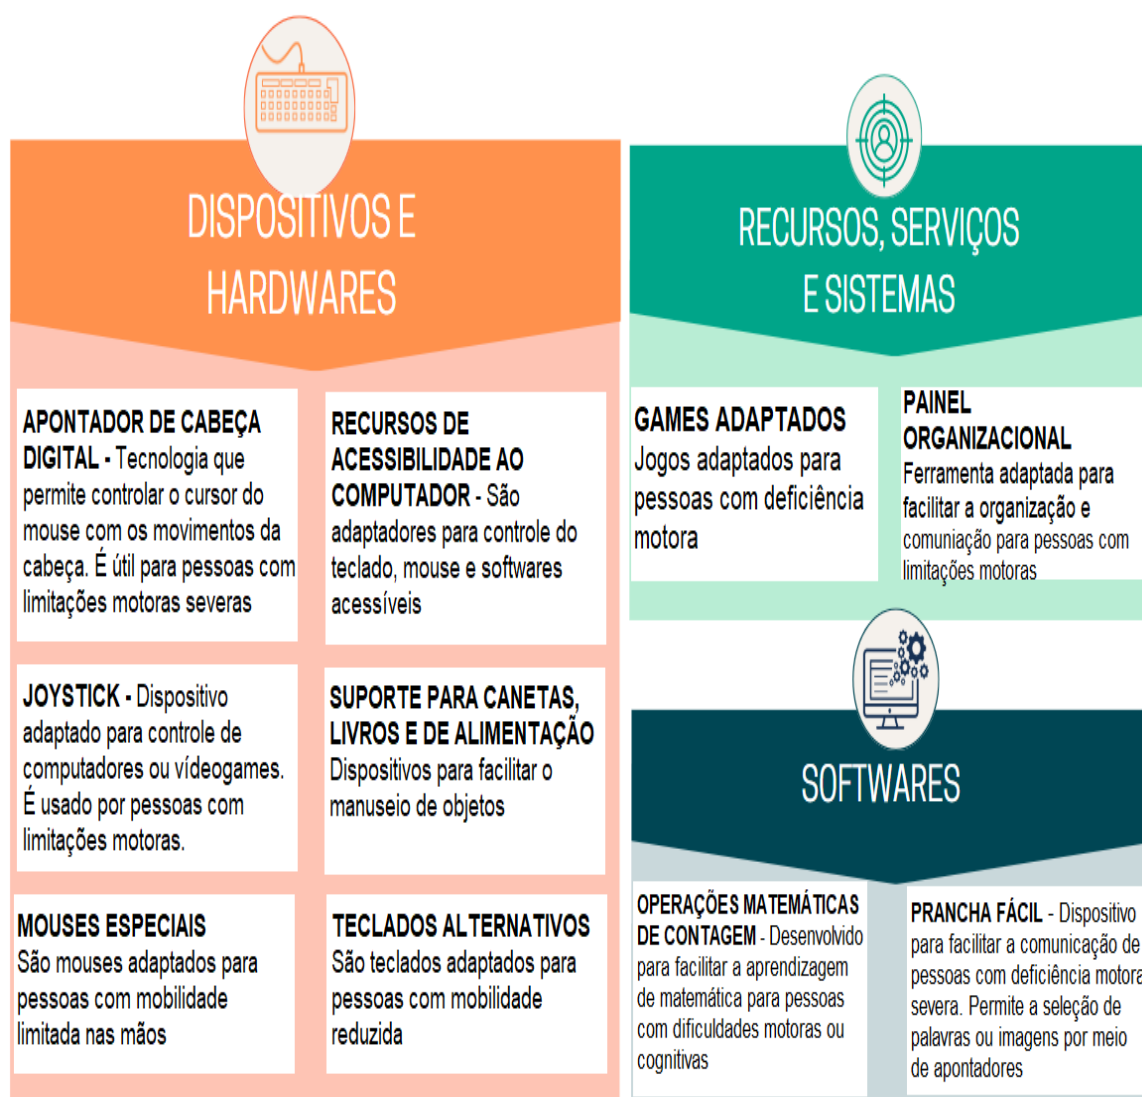 DISPOSITIVOS E
HARDWARES
APONTADOR DE CABEÇA
DIGITAL - Tecnologia que
permite controlar o cursor do
mouse com os movimentos da
cabeça. É útil para pessoas com
limitações motoras severas
RECURSOS DE
ACESSIBILIDADE AO
COMPUTADOR - São
adaptadores para controle do
teclado, mouse e softwares
acessíveis
JOYSTICK - Dispositivo
adaptado para controle de
computadores ou vídeogames.
É usado por pessoas com
limitações motoras.
SUPORTE PARA CANETAS,
LIVROS E DE ALIMENTAÇÃO
Dispositivos para facilitar o
manuseio de objetos
MOUSES ESPECIAIS
São mouses adaptados para
pessoas com mobilidade
limitada nas mãos
TECLADOS ALTERNATIVOS
São teclados adaptados para
pessoas com mobilidade
reduzida
RECURSOS, SERVIÇOS
E SISTEMAS
GAMES ADAPTADOS
Jogos adaptados para
pessoas com deficiência
motora
PAINEL
ORGANIZACIONAL
Ferramenta adaptada para
facilitar a organização e
comuniação para pessoas com
limitações motoras
SOFTWARES
OPERAÇÕES MATEMÁTICAS
DE CONTAGEM - Desenvolvido
para facilitar a aprendizagem
de matemática para pessoas
com dificuldades motoras ou
cognitivas
PRANCHA FÁCIL - Dispositivo
para facilitar a comunicação de
pessoas com deficiência motora
severa. Permite a seleção de
palavras ou imagens por meio
de apontadores